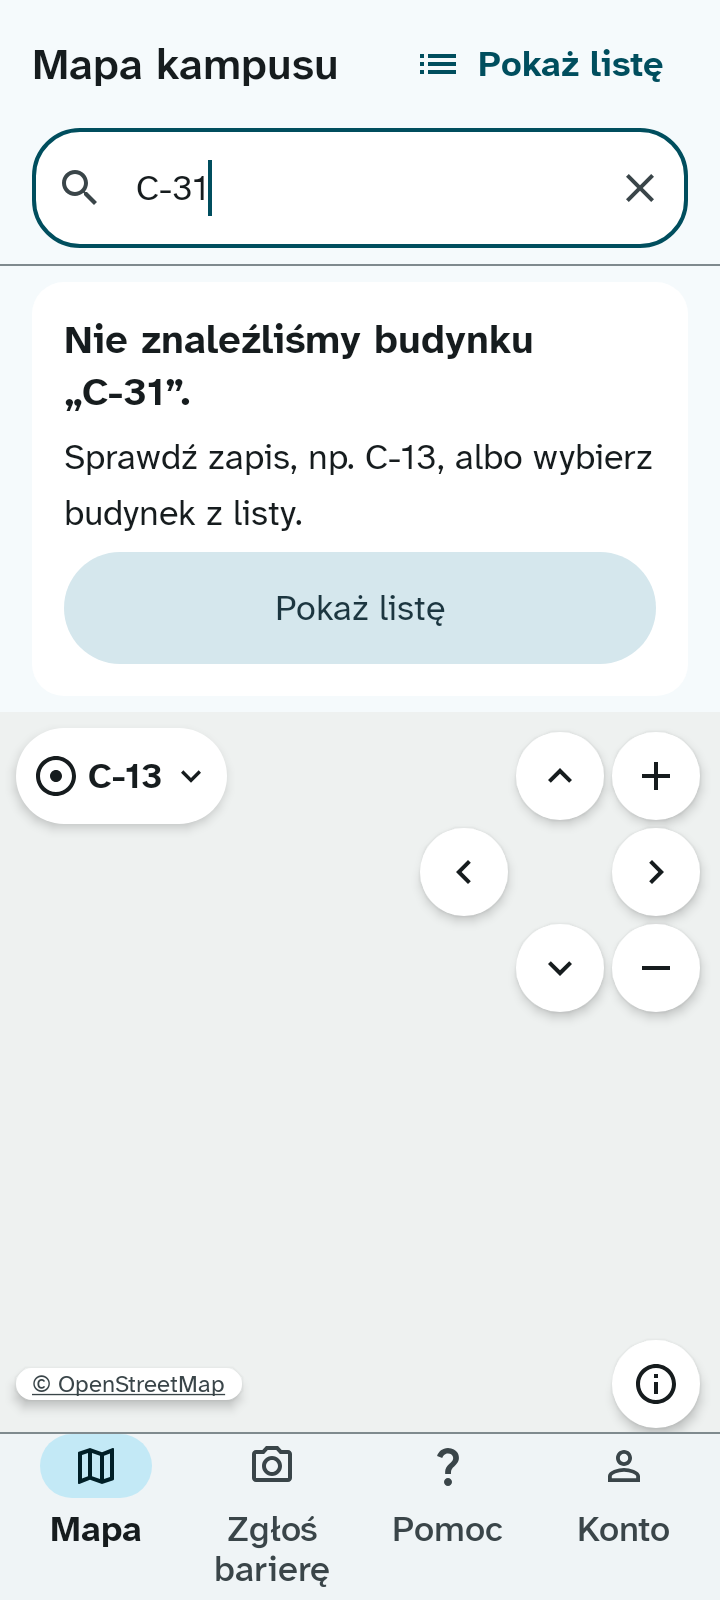 Mapa kampusu
Pokaż listę
C-31
Nie znaleźliśmy budynku
„C-31”.
Sprawdź zapis, np. C-13, albo wybierz
budynek z listy.
Pokaż listę
C-13
© OpenStreetMap
Mapa
Zgłoś
barierę
Pomoc
Konto